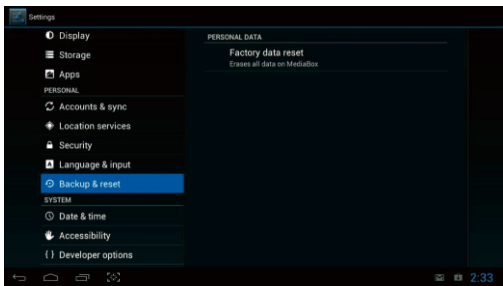 Settings
Display
Storage
Apps
PERSONAL
Accounts & sync
Location services
Security
Language & input
Backup & reset
SYSTEM
Date & time
Accessibility
{ } Developer options
PERSONAL DATA
Factory data reset
Erases all data on MediaBox
2:33